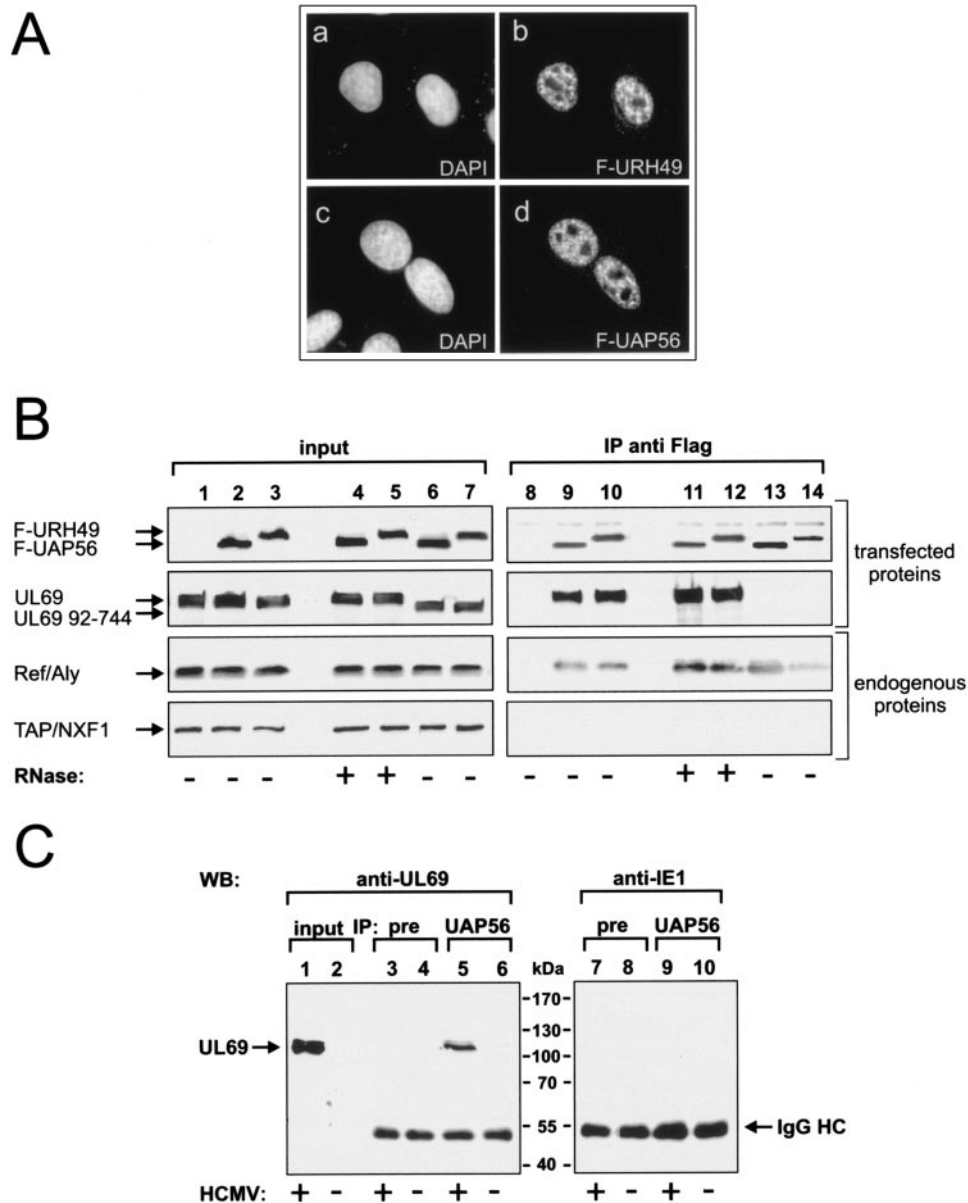 A
a
b
DAPI
F-URH49
c
d
DAPI
F-UAP56
B
input
IP anti Flag
1 2 3 4 5 6 7
8 9 10 11 12 13 14
F-URH49
F-UAP56
transfected
proteins
UL69
UL69 92-744
Ref/Aly
endogenous
proteins
TAP/NXF1
RNase: - - - + + - -
- - - + + - -
C
WB: anti-UL69
anti-IE1
input IP: pre UAP56
pre UAP56
1 2 3 4 5 6 kDa 7 8 9 10
-170-
-130-
UL69
-100-
-70-
-55-
IgG HC
-40-
HCMV: + - + - + -
+ - + -